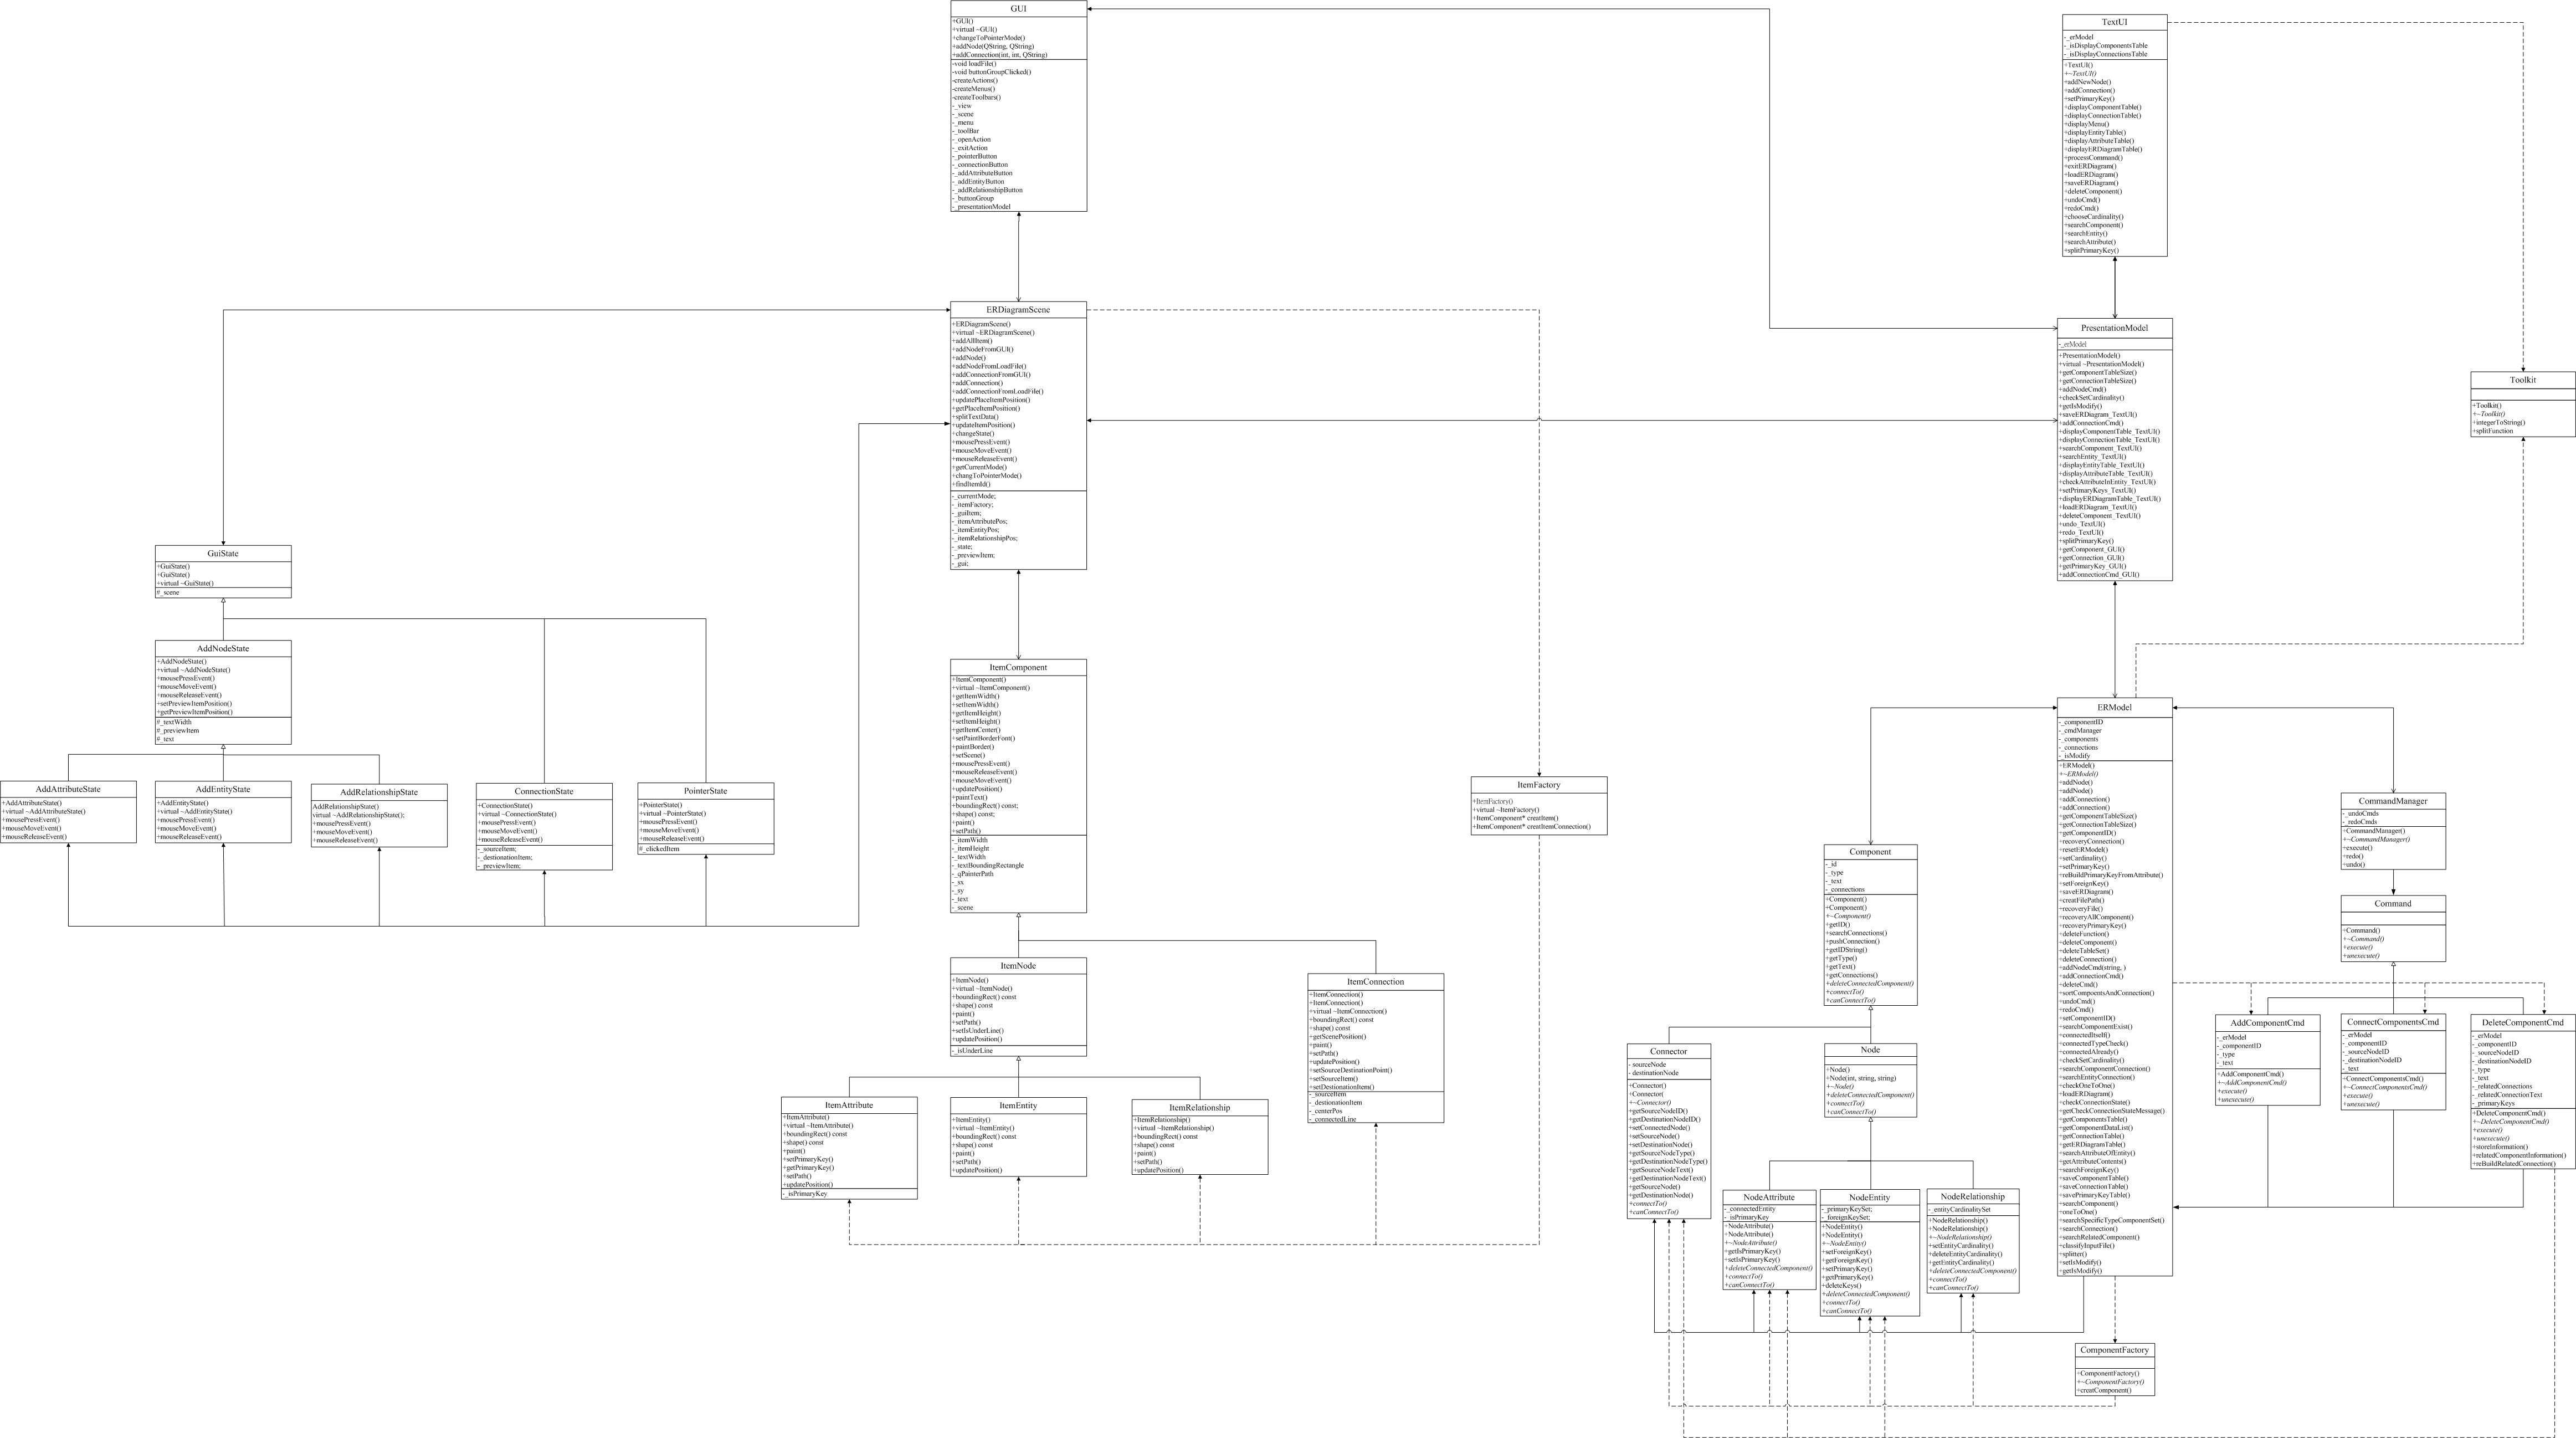 GUI
+GUI()
+virtual ~GUI()
+changeToPointerMode()
+addNode(QString, QString)
+addConnection(int, int, QString)
-void loadFile()
-void buttonGroupClicked()
-createActions()
-createMenus()
-createToolbars()
-_view
-_scene
-_menu
-_toolBar
-_openAction
-_exitAction
-_pointerButton
-_connectionButton
-_addAttributeButton
-_addEntityButton
-_addRelationshipButton
-_buttonGroup
-_presentationModel
TextUI
-_erModel
-_isDisplayComponentsTable
-_isDisplayConnectionsTable
+TextUI()
+~TextUI()
+addNewNode()
+addConnection()
+setPrimaryKey()
+displayComponentTable()
+displayConnectionTable()
+displayMenu()
+displayEntityTable()
+displayAttributeTable()
+displayERDiagramTable()
+processCommand()
+exitERDiagram()
+loadERDiagram()
+saveERDiagram()
+deleteComponent()
+undoCmd()
+redoCmd()
+chooseCardinality()
+searchComponent()
+searchEntity()
+searchAttribute()
+splitPrimaryKey()
ERDiagramScene
+ERDiagramScene()
+virtual ~ERDiagramScene()
+addAllItem()
+addNodeFromGUI()
+addNode()
+addNodeFromLoadFile()
+addConnectionFromGUI()
+addConnection()
+addConnectionFromLoadFile()
+updatePlaceItemPosition()
+getPlaceItemPosition()
+splitTextData()
+updateItemPosition()
+changeState()
+mousePressEvent()
+mouseMoveEvent()
+mouseReleaseEvent()
+getCurrentMode()
+changToPointerMode()
+findItemId()
-_currentMode;
-_itemFactory;
-_guiItem;
-_itemAttributePos;
-_itemEntityPos;
-_itemRelationshipPos;
-_state;
-_previewItem;
-_gui;
PresentationModel
-_erModel
+PresentationModel()
+virtual ~PresentationModel()
+getComponentTableSize()
+getConnectionTableSize()
+addNodeCmd()
+checkSetCardinality()
+getIsModify()
+saveERDiagram_TextUI()
+addConnectionCmd()
+displayComponentTable_TextUI()
+displayConnectionTable_TextUI()
+searchComponent_TextUI()
+searchEntity_TextUI()
+displayEntityTable_TextUI()
+displayAttributeTable_TextUI()
+checkAttributeInEntity_TextUI()
+setPrimaryKeys_TextUI()
+displayERDiagramTable_TextUI()
+loadERDiagram_TextUI()
+deleteComponent_TextUI()
+undo_TextUI()
+redo_TextUI()
+splitPrimaryKey()
+getComponent_GUI()
+getConnection_GUI()
+getPrimaryKey_GUI()
+addConnectionCmd_GUI()
Toolkit
+Toolkit()
+~Toolkit()
+integerToString()
+splitFunction
GuiState
+GuiState()
+GuiState()
+virtual ~GuiState()
#_scene
AddNodeState
+AddNodeState()
+virtual ~AddNodeState()
+mousePressEvent()
+mouseMoveEvent()
+mouseReleaseEvent()
+setPreviewItemPosition()
+getPreviewItemPosition()
#_textWidth
#_previewItem
#_text
AddAttributeState
+AddAttributeState()
+virtual ~AddAttributeState()
+mousePressEvent()
+mouseMoveEvent()
+mouseReleaseEvent()
AddEntityState
+AddEntityState()
+virtual ~AddEntityState()
+mousePressEvent()
+mouseMoveEvent()
+mouseReleaseEvent()
AddRelationshipState
AddRelationshipState()
virtual ~AddRelationshipState();
+mousePressEvent()
+mouseMoveEvent()
+mouseReleaseEvent()
ConnectionState
+ConnectionState()
+virtual ~ConnectionState()
+mousePressEvent()
+mouseMoveEvent()
+mouseReleaseEvent()
-_sourceItem;
-_destionationItem;
-_previewItem;
PointerState
+PointerState()
+virtual ~PointerState()
+mousePressEvent()
+mouseMoveEvent()
+mouseReleaseEvent()
#_clickedItem
ItemComponent
+ItemComponent()
+virtual ~ItemComponent()
+getItemWidth()
+setItemWidth()
+getItemHeight()
+setItemHeight()
+getItemCenter()
+setPaintBorderFont()
+paintBorder()
+setScene()
+mousePressEvent()
+mouseReleaseEvent()
+mouseMoveEvent()
+updatePosition()
+paintText()
+boundingRect() const;
+shape() const;
+paint()
+setPath()
-_itemWidth
-_itemHeight
-_textWidth
-_textBoundingRectangle
-_qPainterPath
-_sx
-_sy
-_text
-_scene
ItemFactory
+ItemFactory()
+virtual ~ItemFactory()
+ItemComponent* creatItem()
+ItemComponent* creatItemConnection()
ItemNode
+ItemNode()
+virtual ~ItemNode()
+boundingRect() const
+shape() const
+paint()
+setPath()
+setIsUnderLine()
+updatePosition()
-_isUnderLine
ItemConnection
+ItemConnection()
+ItemConnection()
+virtual ~ItemConnection()
+boundingRect() const
+shape() const
+getScenePosition()
+paint()
+setPath()
+updatePosition()
+setSourceDestinationPoint()
+setSourceItem()
+setDestionationItem()
-_sourceItem
-_destionationItem
-_centerPos
-_connectedLine
ItemAttribute
+ItemAttribute()
+virtual ~ItemAttribute()
+boundingRect() const
+shape() const
+paint()
+setPrimaryKey()
+getPrimaryKey()
+setPath()
+updatePosition()
-_isPrimaryKey
ItemEntity
+ItemEntity()
+virtual ~ItemEntity()
+boundingRect() const
+shape() const
+paint()
+setPath()
+updatePosition()
ItemRelationship
+ItemRelationship()
+virtual ~ItemRelationship()
+boundingRect() const
+shape() const
+paint()
+setPath()
+updatePosition()
ERModel
-_componentID
-_cmdManager
-_components
-_connections
-_isModify
+ERModel()
+~ERModel()
+addNode()
+addNode()
+addConnection()
+addConnection()
+getComponentTableSize()
+getConnectionTableSize()
+getComponentID()
+recoveryConnection()
+resetERModel()
+setCardinality()
+setPrimaryKey()
+reBuildPrimaryKeyFromAttribute()
+setForeignKey()
+saveERDiagram()
+creatFilePath()
+recoveryFile()
+recoveryAllComponent()
+recoveryPrimaryKey()
+deleteFunction()
+deleteComponent()
+deleteTableSet()
+deleteConnection()
+addNodeCmd(string, )
+addConnectionCmd()
+deleteCmd()
+sortCompoentsAndConnection()
+undoCmd()
+redoCmd()
+setComponentID()
+searchComponentExist()
+connectedItself()
+connectedTypeCheck()
+connectedAlready()
+checkSetCardinality()
+searchComponentConnection()
+searchEntityConnection()
+checkOneToOne()
+loadERDiagram()
+checkConnectionState()
+getCheckConnectionStateMessage()
+getComponentsTable()
+getComponentDataList()
+getConnectionTable()
+getERDiagramTable()
+searchAttributeOfEntity()
+getAttributeContents()
+searchForeignKey()
+saveComponentTable()
+saveConnectionTable()
+savePrimaryKeyTable()
+searchComponent()
+oneToOne()
+searchSpecificTypeComponentSet()
+searchConnection()
+searchRelatedComponent()
+classifyInputFile()
+splitter()
+setIsModify()
+getIsModify()
CommandManager
-_undoCmds
-_redoCmds
+CommandManager()
+~CommandManager()
+execute()
+redo()
+undo()
Command
+Command()
+~Command()
+execute()
+unexecute()
Component
-_id
-_type
-_text
-_connections
+Component()
+Component()
+~Component()
+getID()
+searchConnections()
+pushConnection()
+getIDString()
+getType()
+getText()
+getConnections()
+deleteConnectedComponent()
+connectTo()
+canConnectTo()
AddComponentCmd
-_erModel
-_componentID
-_type
-_text
+AddComponentCmd()
+~AddComponentCmd()
+execute()
+unexecute()
ConnectComponentsCmd
-_erModel
-_componentID
-_sourceNodeID
-_destinationNodeID
-_text
+ConnectComponentsCmd()
+~ConnectComponentsCmd()
+execute()
+unexecute()
DeleteComponentCmd
-_erModel
-_componentID
-_sourceNodeID
-_destinationNodeID
-_type
-_text
-_relatedConnections
-_relatedConnectionText
-_primaryKeys
+DeleteComponentCmd()
+~DeleteComponentCmd()
+execute()
+unexecute()
+storeInformation()
+relatedComponentInformation()
+reBuildRelatedConnection()
Connector
- sourceNode
- destinationNode
+Connector()
+Connector(
+~Connector()
+getSourceNodeID()
+getDestinationNodeID()
+setConnectedNode()
+setSourceNode()
+setDestinationNode()
+getSourceNodeType()
+getDestinationNodeType()
+getSourceNodeText()
+getDestinationNodeText()
+getSourceNode()
+getDestinationNode()
+connectTo()
+canConnectTo()
Node
+Node()
+Node(int, string, string)
+~Node()
+deleteConnectedComponent()
+connectTo()
+canConnectTo()
NodeAttribute
-_connectedEntity
-_isPrimaryKey
+NodeAttribute()
+NodeAttribute()
+~NodeAttribute()
+getIsPrimaryKey()
+setIsPrimaryKey()
+deleteConnectedComponent()
+connectTo()
+canConnectTo()
NodeEntity
-_primaryKeySet;
-_foreignKeySet;
+NodeEntity()
+NodeEntity()
+~NodeEntity()
+setForeignKey()
+getForeignKey()
+setPrimaryKey()
+getPrimaryKey()
+deleteKeys()
+deleteConnectedComponent()
+connectTo()
+canConnectTo()
NodeRelationship
-_entityCardinalitySet
+NodeRelationship()
+NodeRelationship()
+~NodeRelationship()
+setEntityCardinality()
+deleteEntityCardinality()
+getEntityCardinality()
+deleteConnectedComponent()
+connectTo()
+canConnectTo()
ComponentFactory
+ComponentFactory()
+~ComponentFactory()
+creatComponent()